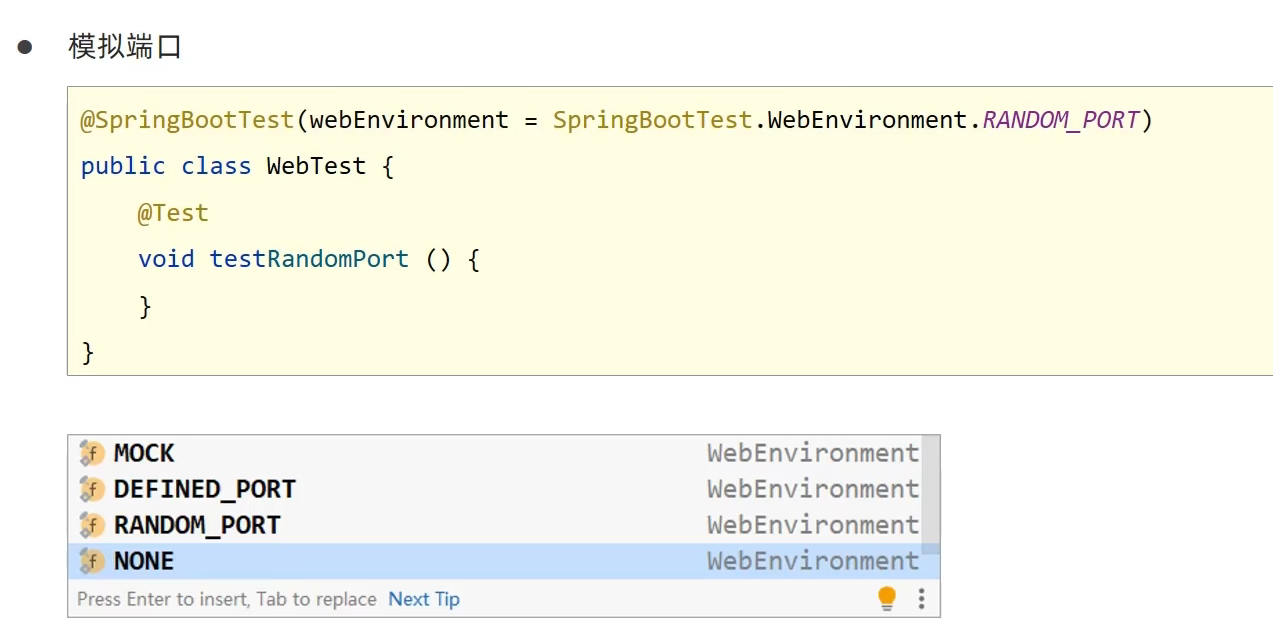 ● 模拟端口
@SpringBootTest(webEnvironment = SpringBootTest.WebEnvironment.RANDOM_PORT)
public class WebTest {
    @Test
    void testRandomPort () {
    }
}
f MOCK WebEnvironment
f DEFINED_PORT WebEnvironment
f RANDOM_PORT WebEnvironment
f NONE WebEnvironment
Press Enter to insert, Tab to replace Next Tip